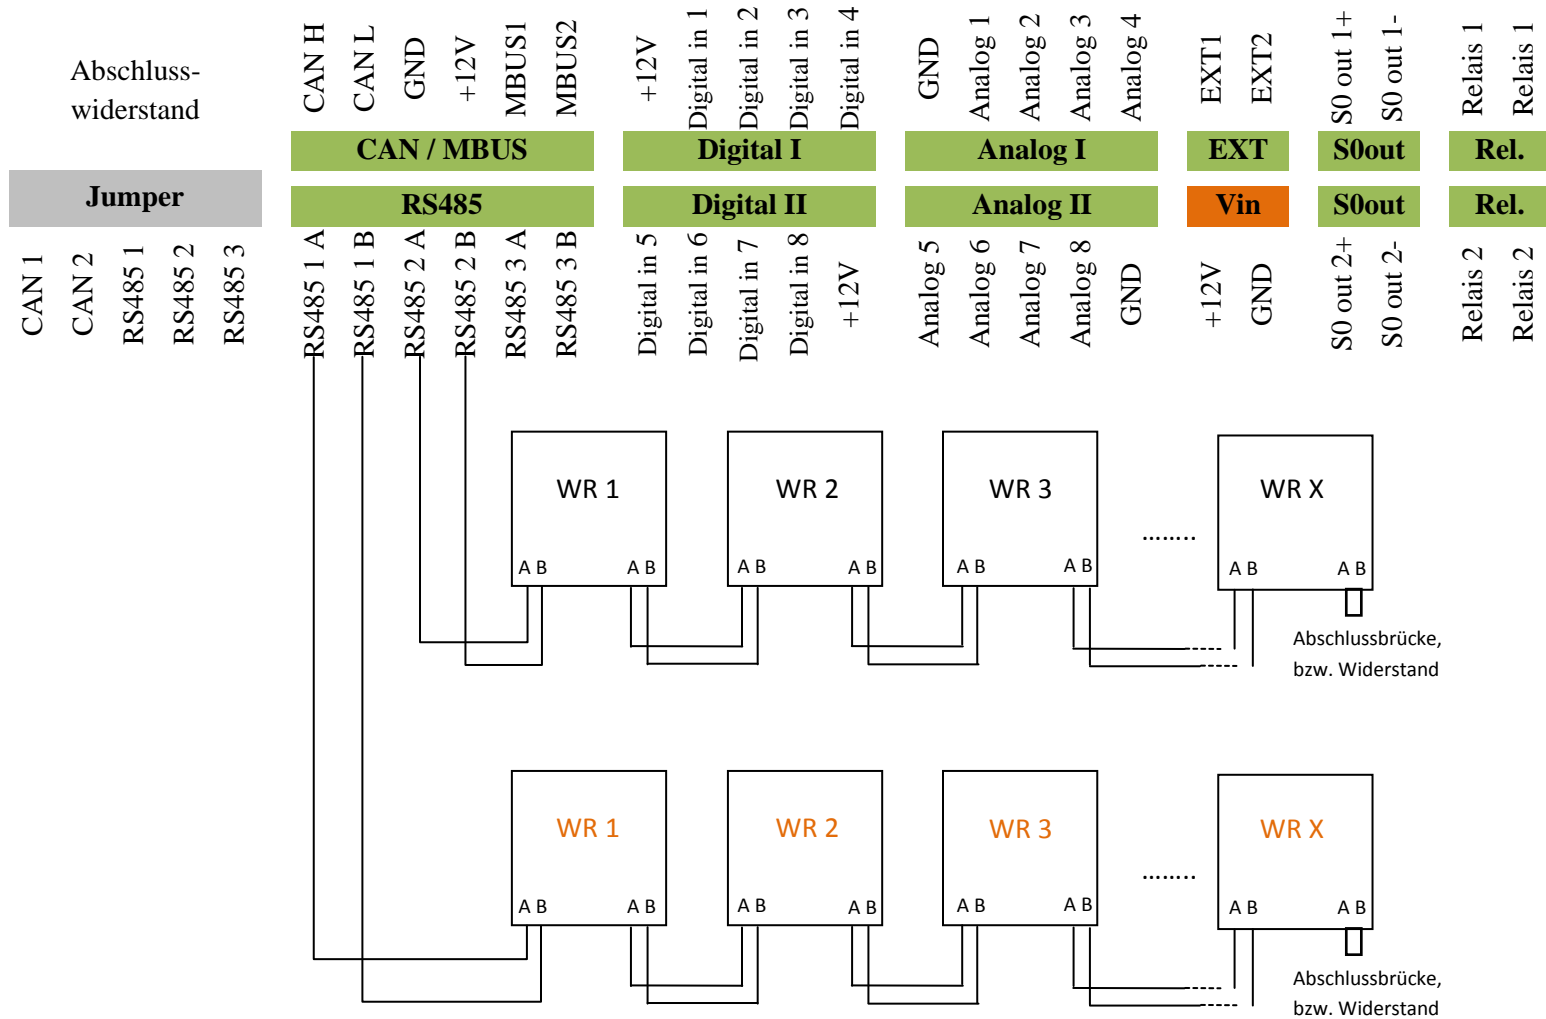 Abschluss-
widerstand
CAN H
CAN L
GND
+12V
MBUS1
MBUS2
+12V
Digital in 1
Digital in 2
Digital in 3
Digital in 4
GND
Analog 1
Analog 2
Analog 3
Analog 4
EXT1
EXT2
S0 out 1+
S0 out 1-
Relais 1
Relais 1
CAN / MBUS
Digital I
Analog I
EXT
S0out
Rel.
Jumper
RS485
Digital II
Analog II
Vin
S0out
Rel.
CAN 1
CAN 2
RS485 1
RS485 2
RS485 3
RS485 1 A
RS485 1 B
RS485 2 A
RS485 2 B
RS485 3 A
RS485 3 B
Digital in 5
Digital in 6
Digital in 7
Digital in 8
+12V
Analog 5
Analog 6
Analog 7
Analog 8
GND
+12V
GND
S0 out 2+
S0 out 2-
Relais 2
Relais 2
WR 1
WR 2
WR 3
WR X
........
A B
A B
A B
A B
A B
A B
A B
A B
Abschlussbrücke,
bzw. Widerstand
WR 1
WR 2
WR 3
WR X
........
A B
A B
A B
A B
A B
A B
A B
A B
Abschlussbrücke,
bzw. Widerstand